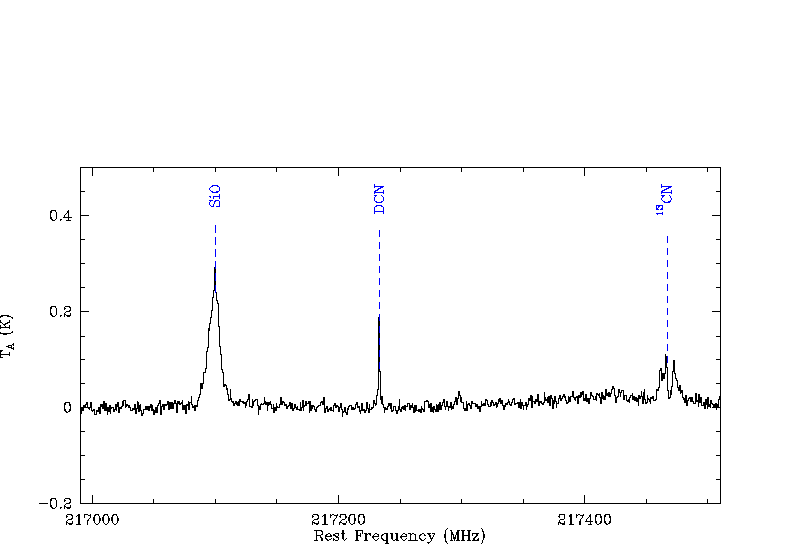 SiO
DCN
¹³CN
0.4
0.2
0
-0.2
T_A (K)
217000
217200
217400
Rest Frequency (MHz)